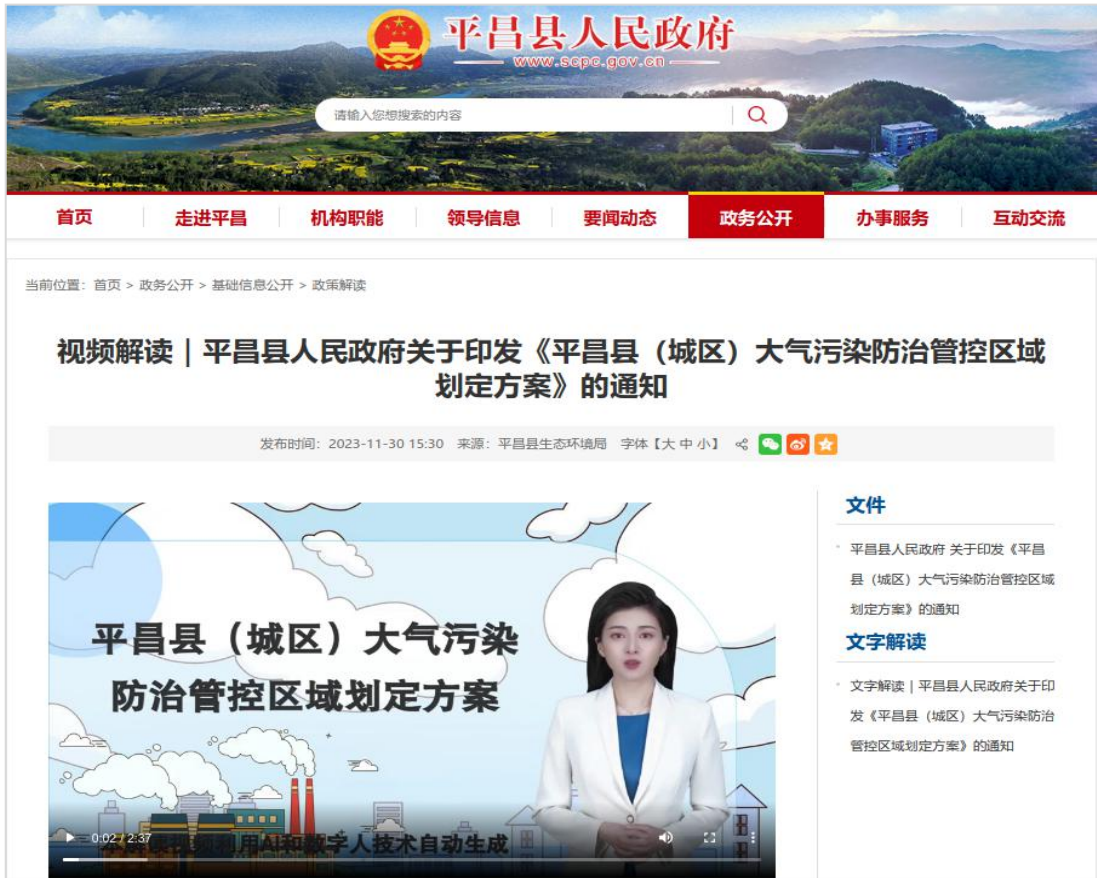 平昌县人民政府
www.scpc.gov.cn
请输入您想搜索的内容
首页 走进平昌 机构职能 领导信息 要闻动态 政务公开 办事服务 互动交流
当前位置：首页 > 政务公开 > 基础信息公开 > 政策解读
视频解读｜平昌县人民政府关于印发《平昌县（城区）大气污染防治管控区域
划定方案》的通知
发布时间：2023-11-30 15:30 来源：平昌县生态环境局 字体【大 中 小】
平昌县（城区）大气污染
防治管控区域划定方案
0:02 / 2:37
本解读视频利用AI和数字人技术自动生成
文件
平昌县人民政府 关于印发《平昌
县（城区）大气污染防治管控区域
划定方案》的通知
文字解读
文字解读｜平昌县人民政府关于印
发《平昌县（城区）大气污染防治
管控区域划定方案》的通知